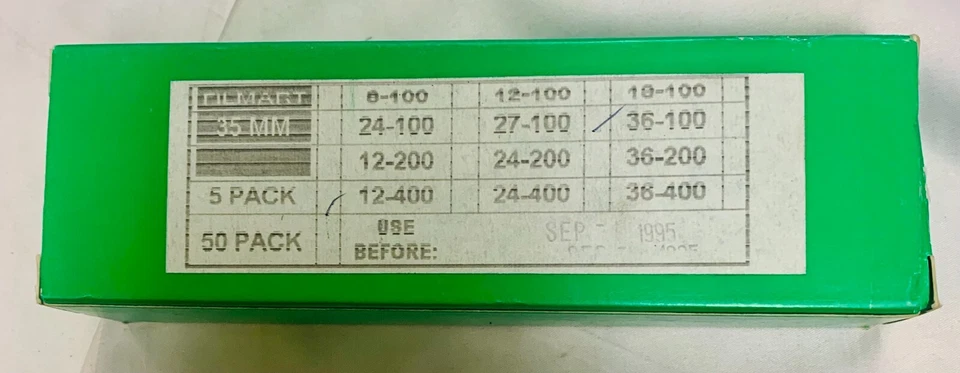 FILMART 8-100 12-100 18-100
35 MM 24-100 27-100 36-100
12-200 24-200 36-200
5 PACK 12-400 24-400 36-400
50 PACK USE BEFORE: SEP 1995